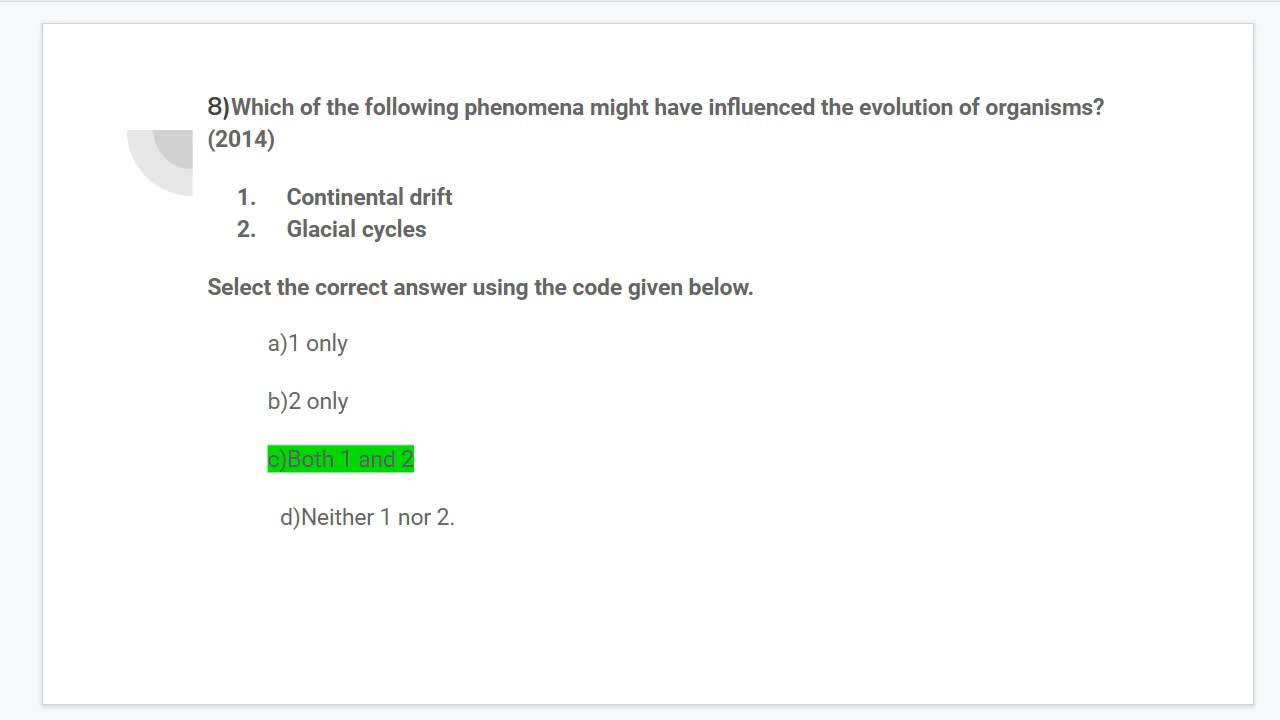 8)Which of the following phenomena might have influenced the evolution of organisms?
(2014)
1. Continental drift
2. Glacial cycles
Select the correct answer using the code given below.
a)1 only
b)2 only
c)Both 1 and 2
d)Neither 1 nor 2.